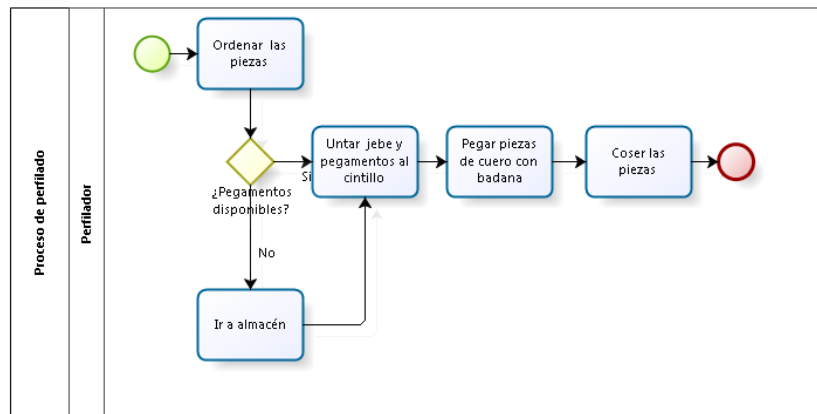 Proceso de perfilado
Perfilador
Ordenar las
piezas
¿Pegamentos
disponibles?
Si
No
Untar jebe y
pegamentos al
cintillo
Pegar piezas
de cuero con
badana
Coser las
piezas
Ir a almacén